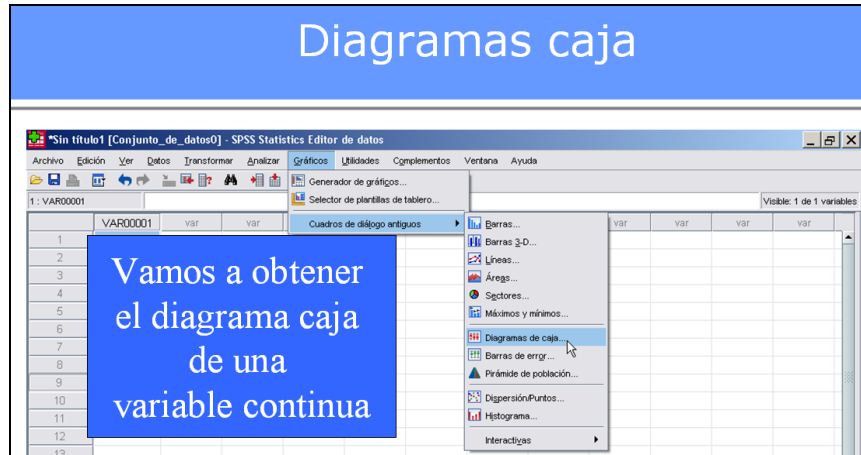 Diagramas caja
*Sin título1 [Conjunto_de_datos0] - SPSS Statistics Editor de datos
Archivo Edición Ver Datos Transformar Analizar Gráficos Utilidades Complementos Ventana Ayuda
Generador de gráficos...
1 : VAR00001
Selector de plantillas de tablero...
Visible: 1 de 1 variables
VAR00001 var var
Cuadros de diálogo antiguos
var var var var
1
2
3
4
5
6
7
8
9
10
11
12
13
Vamos a obtener
el diagrama caja
de una
variable continua
Barras...
Barras 3-D...
Líneas...
Áreas...
Sectores...
Máximos y mínimos...
Diagramas de caja...
Barras de error...
Pirámide de población...
Dispersión/Puntos...
Histograma...
Interactivas